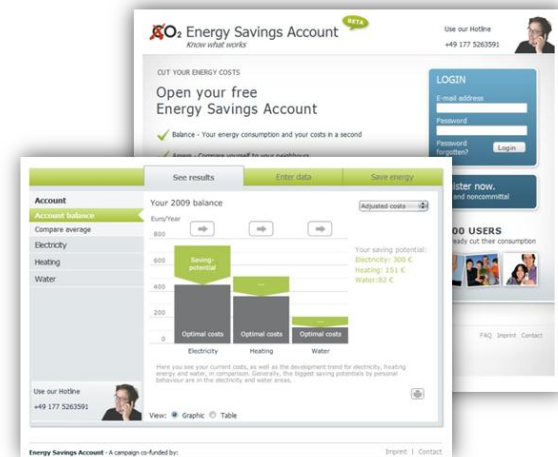 CO₂ Energy Savings Account BETA
Know what works
Use our Hotline
+49 177 5263591
CUT YOUR ENERGY COSTS
Open your free
Energy Savings Account
Balance - Your energy consumption and your costs in a second
Assess - Compare yourself to your neighbours
LOGIN
E-mail address
Password
Password
forgotten?
Login
ister now.
and noncommittal
00 USERS
eady cut their consumption
FAQ Imprint Contact
See results
Enter data
Save energy
Account
Account balance
Compare average
Electricity
Heating
Water
Use our Hotline
+49 177 5263591
Your 2009 balance
Adjusted costs
Euro/Year
800
600
400
200
0
Saving-
potential
...
...
Optimal costs
Optimal costs
Optimal costs
Electricity
Heating
Water
Your saving potential:
Electricity: 300 €
Heating: 151 €
Water:82 €
Here you see your current costs, as well as the development trend for electricity, heating
energy and water, in comparison. Generally, the biggest saving potentials by personal
behaviour are in the electricity and water areas.
View: Graphic Table
Energy Savings Account - A campaign co-funded by:
Imprint | Contact